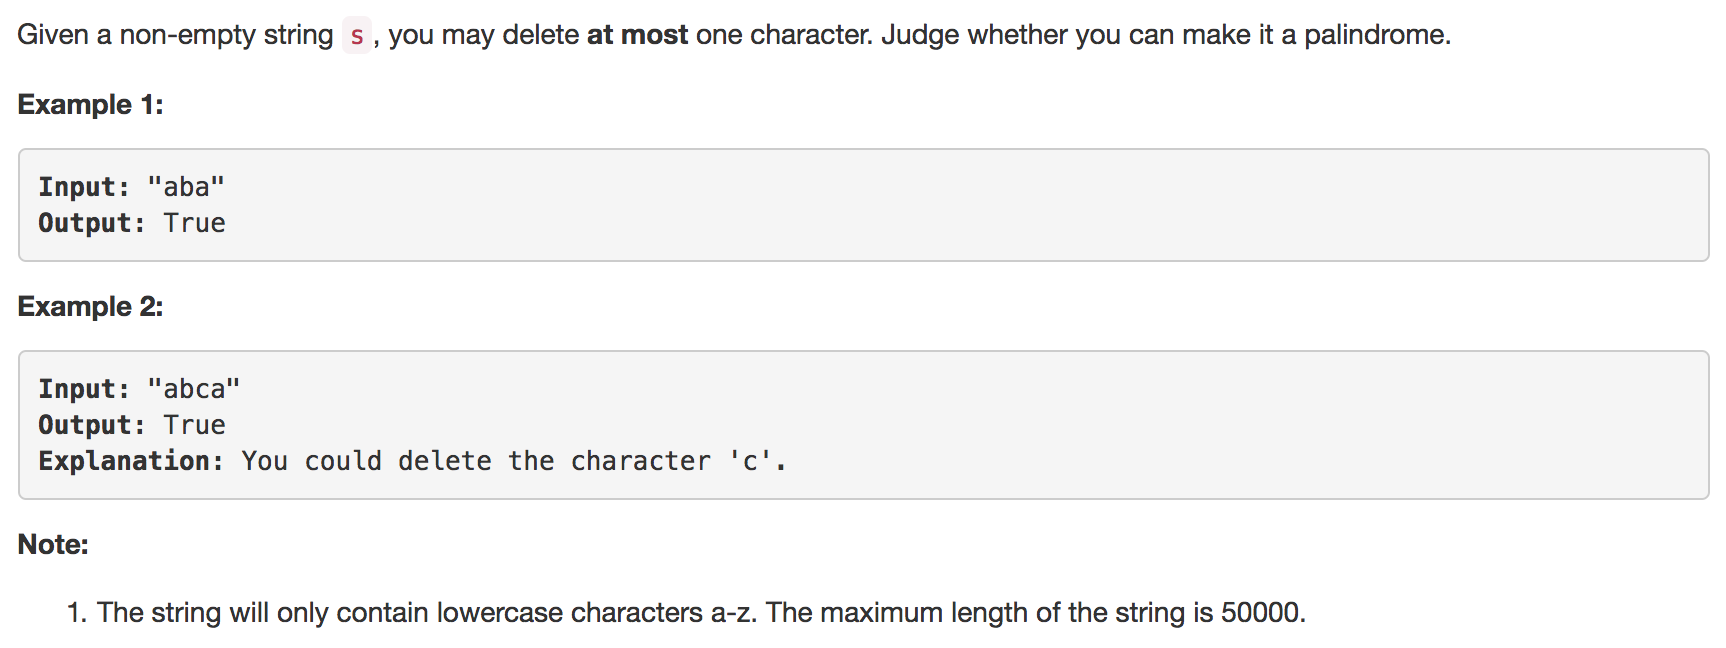 Given a non-empty string s, you may delete at most one character. Judge whether you can make it a palindrome.
Example 1:
Input: "aba"
Output: True
Example 2:
Input: "abca"
Output: True
Explanation: You could delete the character 'c'.
Note:
1. The string will only contain lowercase characters a-z. The maximum length of the string is 50000.